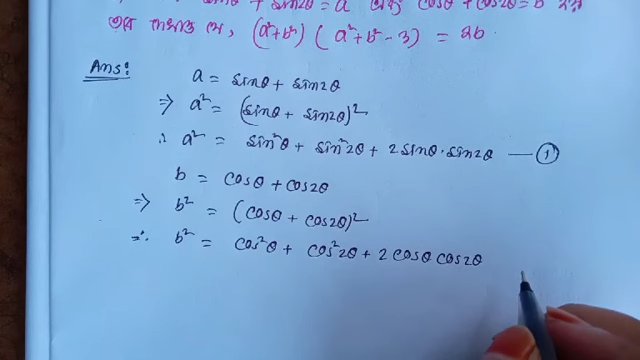 sinθ + sin2θ = a এবং cosθ + cos2θ = b হয়
তবে দেখাও যে, (a²+b²) (a²+b²-3) = 2b.
Ans:
a = sinθ + sin2θ
⇒ a² = (sinθ + sin2θ)²
∴ a² = sin²θ + sin²2θ + 2sinθ·sin2θ — ①
b = cosθ + cos2θ
⇒ b² = (cosθ + cos2θ)²
∴ b² = cos²θ + cos²2θ + 2 cosθ cos2θ